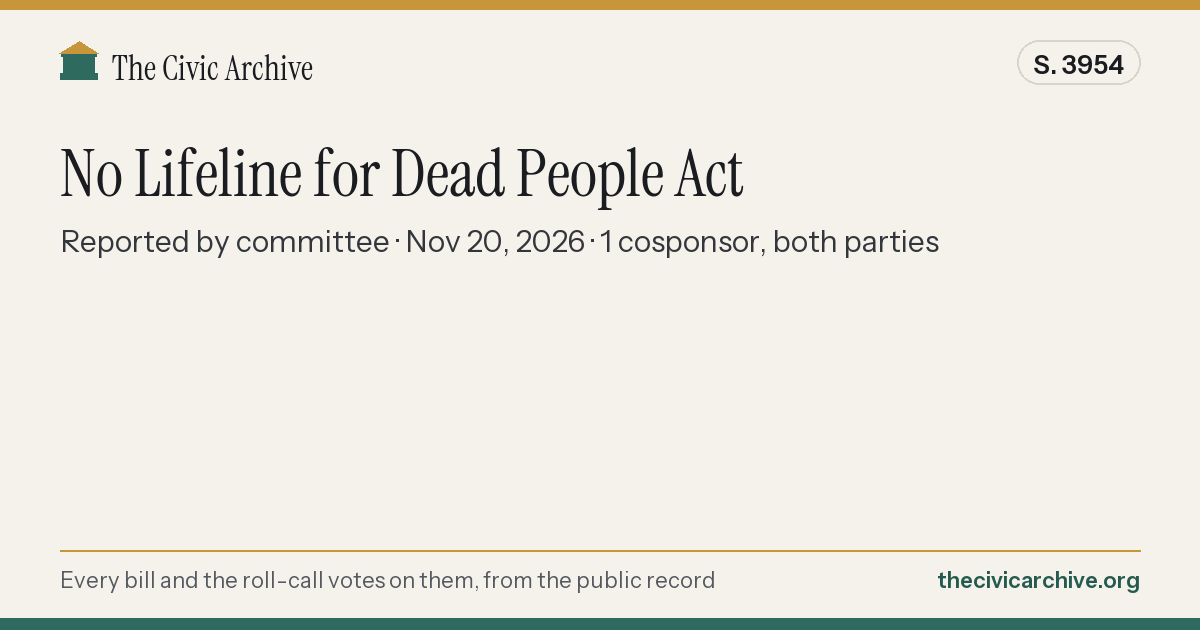 The Civic Archive
S. 3954
No Lifeline for Dead People Act
Reported by committee · Nov 20, 2026 · 1 cosponsor, both parties
Every bill and the roll-call votes on them, from the public record
thecivicarchive.org